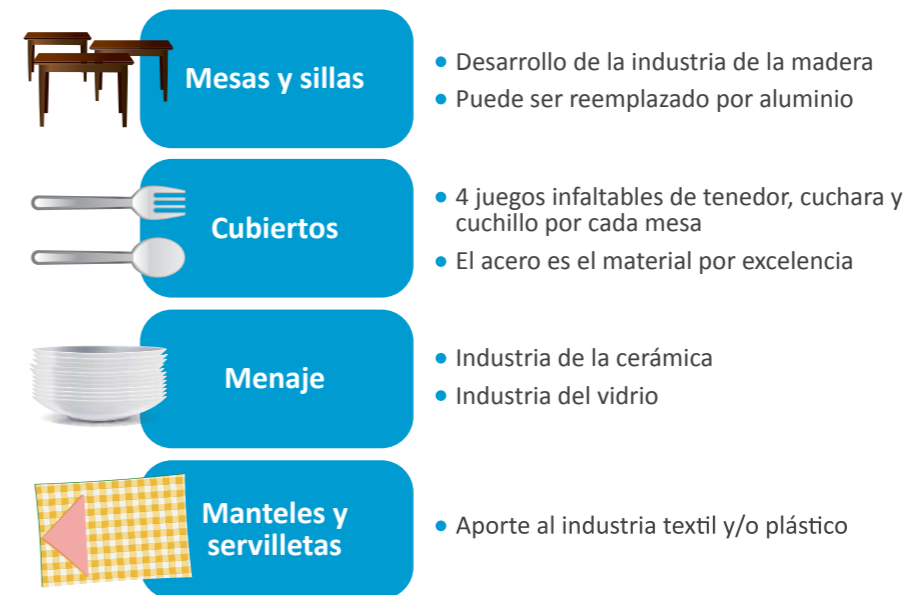 Mesas y sillas
• Desarrollo de la industria de la madera
• Puede ser reemplazado por aluminio
Cubiertos
• 4 juegos infaltables de tenedor, cuchara y
cuchillo por cada mesa
• El acero es el material por excelencia
Menaje
• Industria de la cerámica
• Industria del vidrio
Manteles y
servilletas
• Aporte al industria textil y/o plástico